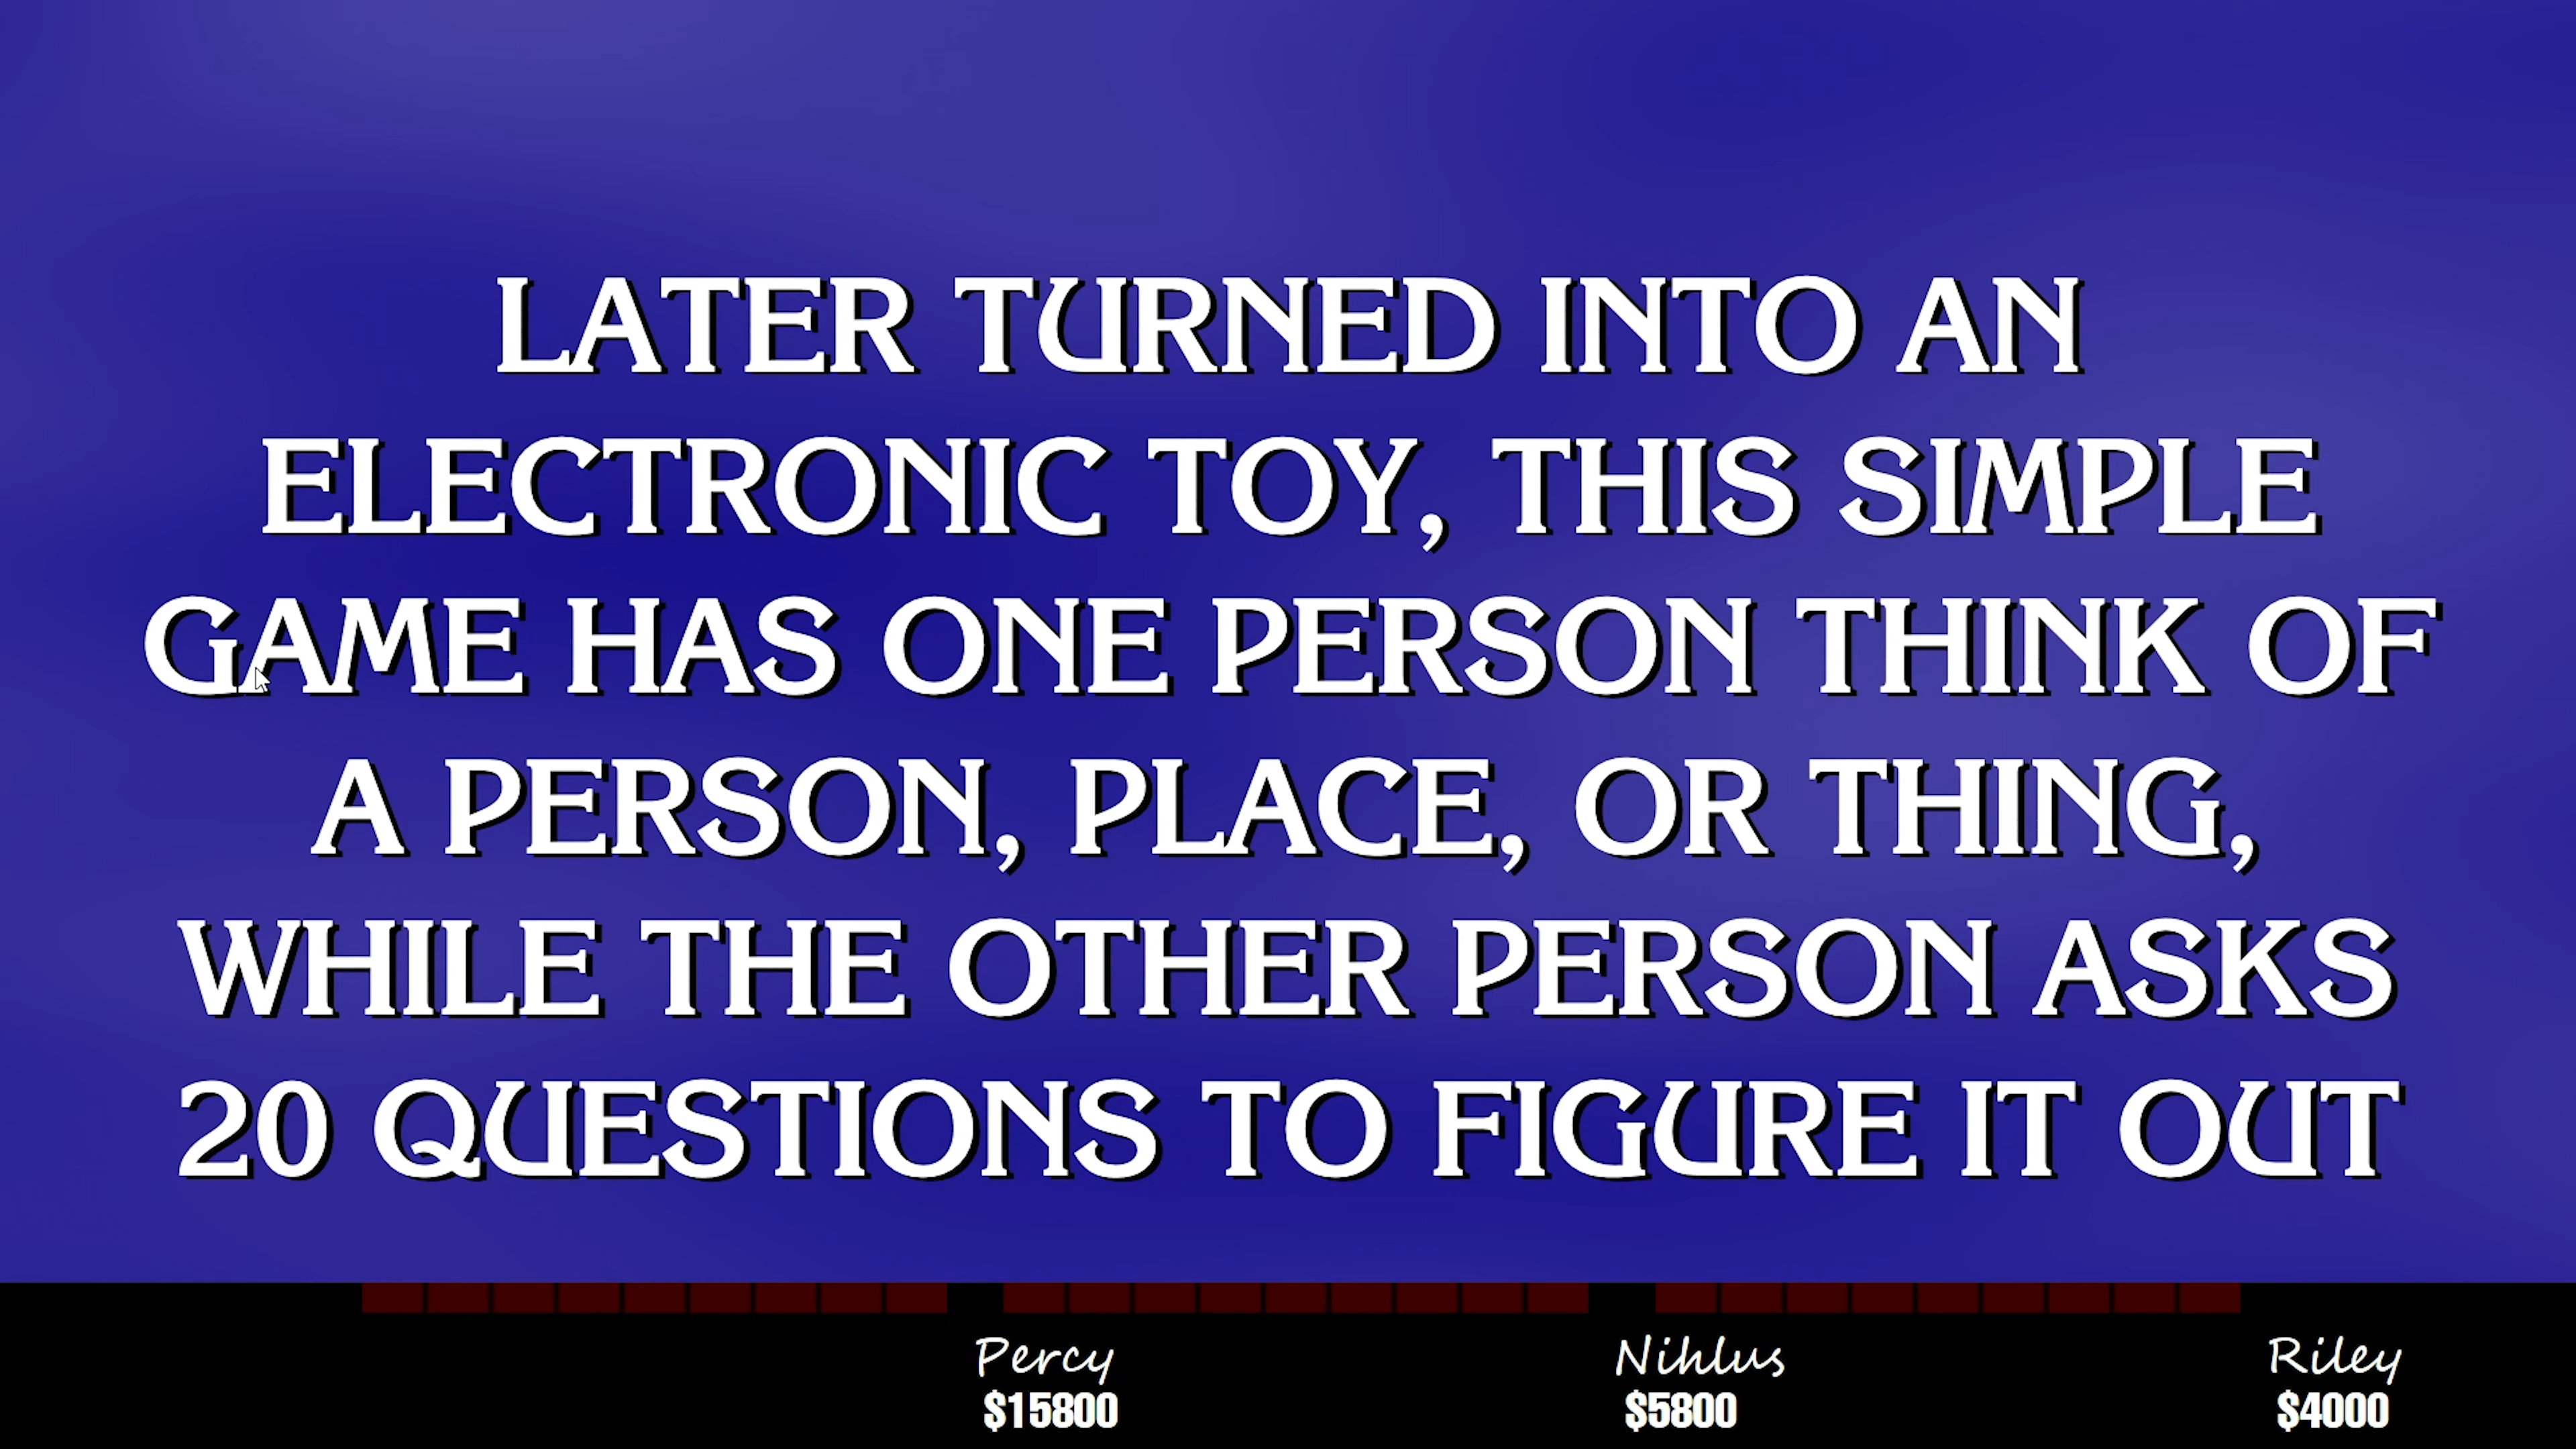 LATER TURNED INTO AN
ELECTRONIC TOY, THIS SIMPLE
GAME HAS ONE PERSON THINK OF
A PERSON, PLACE, OR THING,
WHILE THE OTHER PERSON ASKS
20 QUESTIONS TO FIGURE IT OUT
Percy
$15800
Nihlus
$5800
Riley
$4000